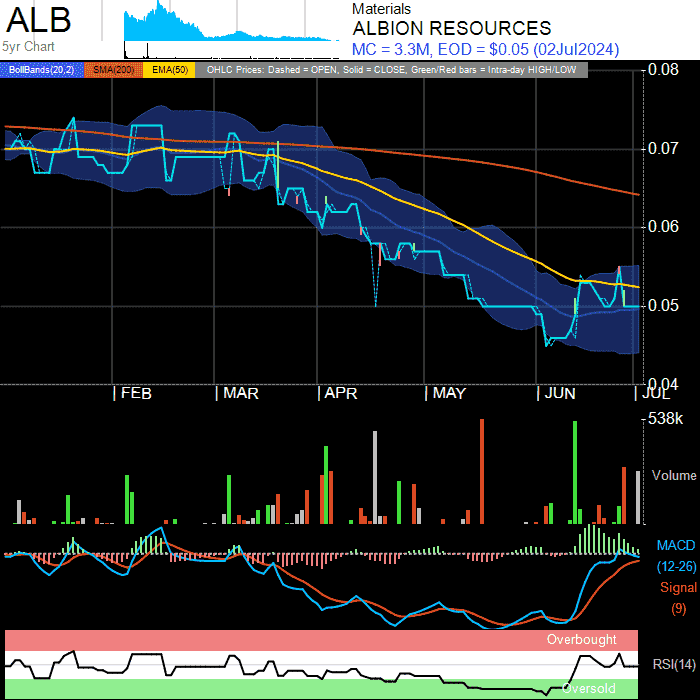 ALB
5yr Chart
Materials
ALBION RESOURCES
MC = 3.3M, EOD = $0.05 (02Jul2024)
BollBands(20,2) SMA(200) EMA(50) OHLC Prices: Dashed = OPEN, Solid = CLOSE, Green/Red bars = Intra-day HIGH/LOW
0.08
0.07
0.06
0.05
0.04
FEB MAR APR MAY JUN JUL
538k
Volume
MACD
(12-26)
Signal
(9)
Overbought
RSI(14)
Oversold